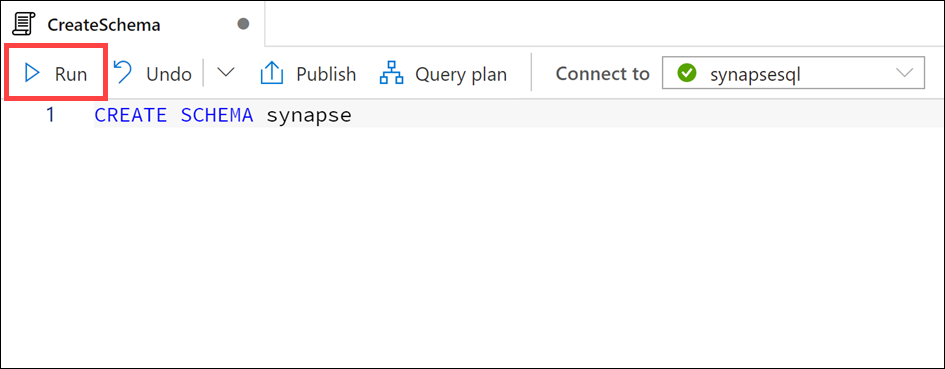 CreateSchema
Run Undo Publish Query plan Connect to synapsesql
1 CREATE SCHEMA synapse